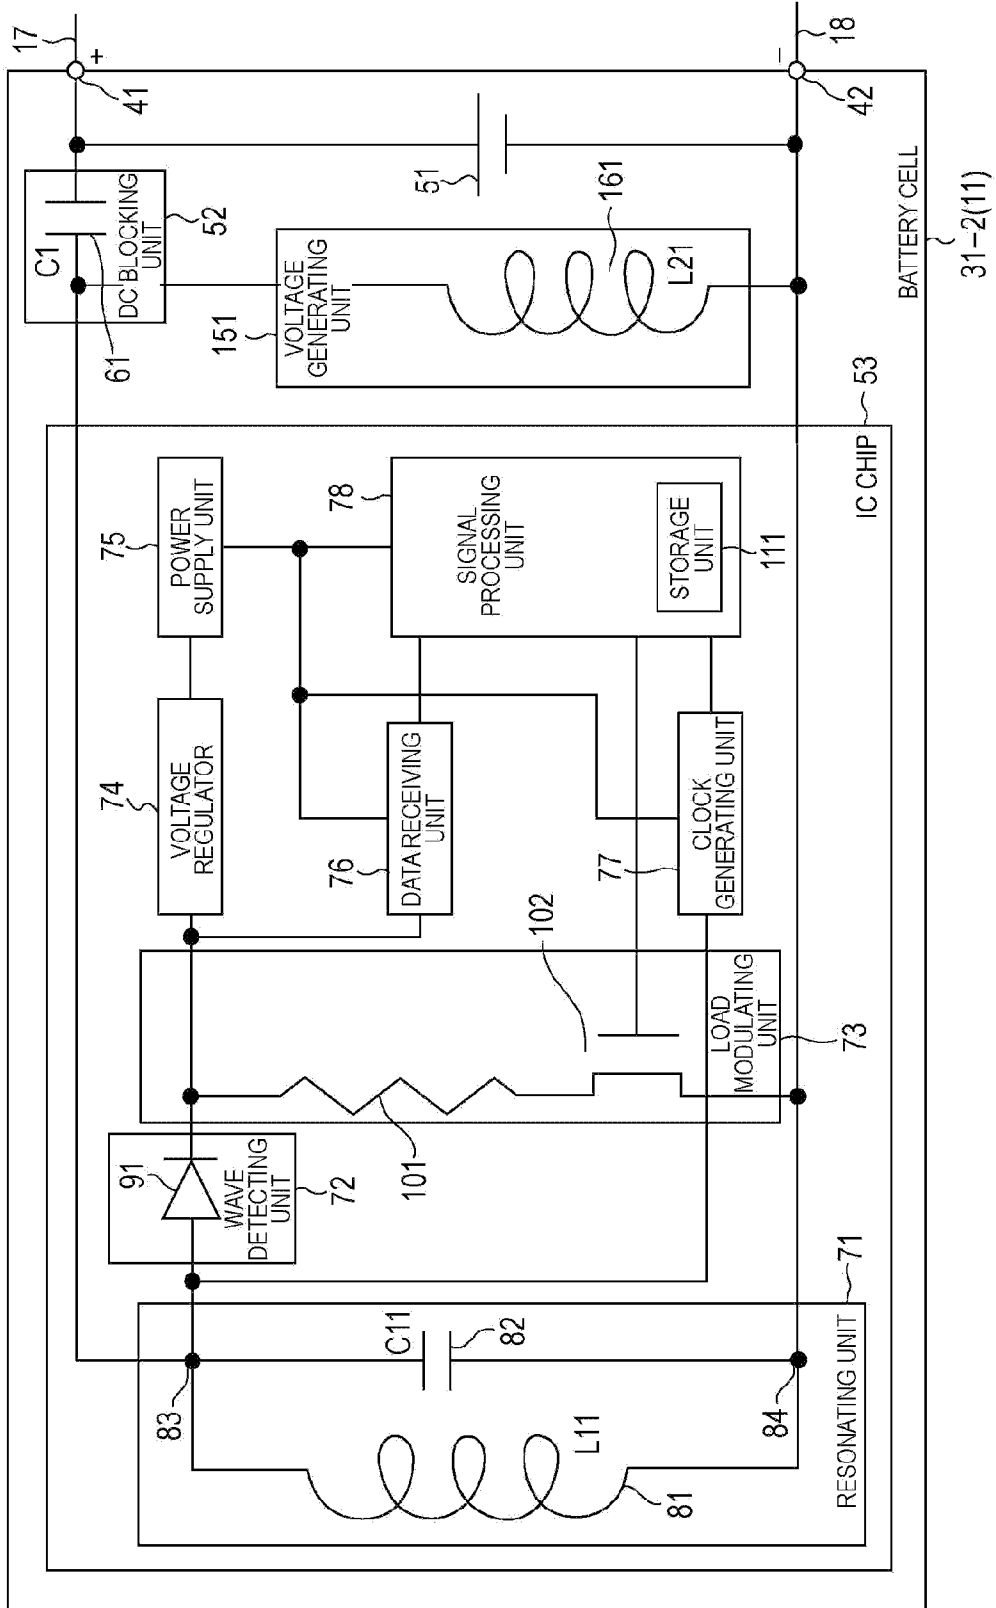 BATTERY CELL
31-2(11)
IC CHIP
53
RESONATING UNIT
71
83
84
81
L11
C11
82
91
WAVE
DETECTING
UNIT
72
101
102
LOAD
MODULATING
UNIT
73
VOLTAGE
REGULATOR
74
POWER
SUPPLY UNIT
75
DATA RECEIVING
UNIT
76
CLOCK
GENERATING UNIT
77
SIGNAL
PROCESSING
UNIT
78
STORAGE
UNIT
111
C1
61
DC BLOCKING
UNIT
52
VOLTAGE
GENERATING
UNIT
151
L21
161
51
17
+
41
18
−
42